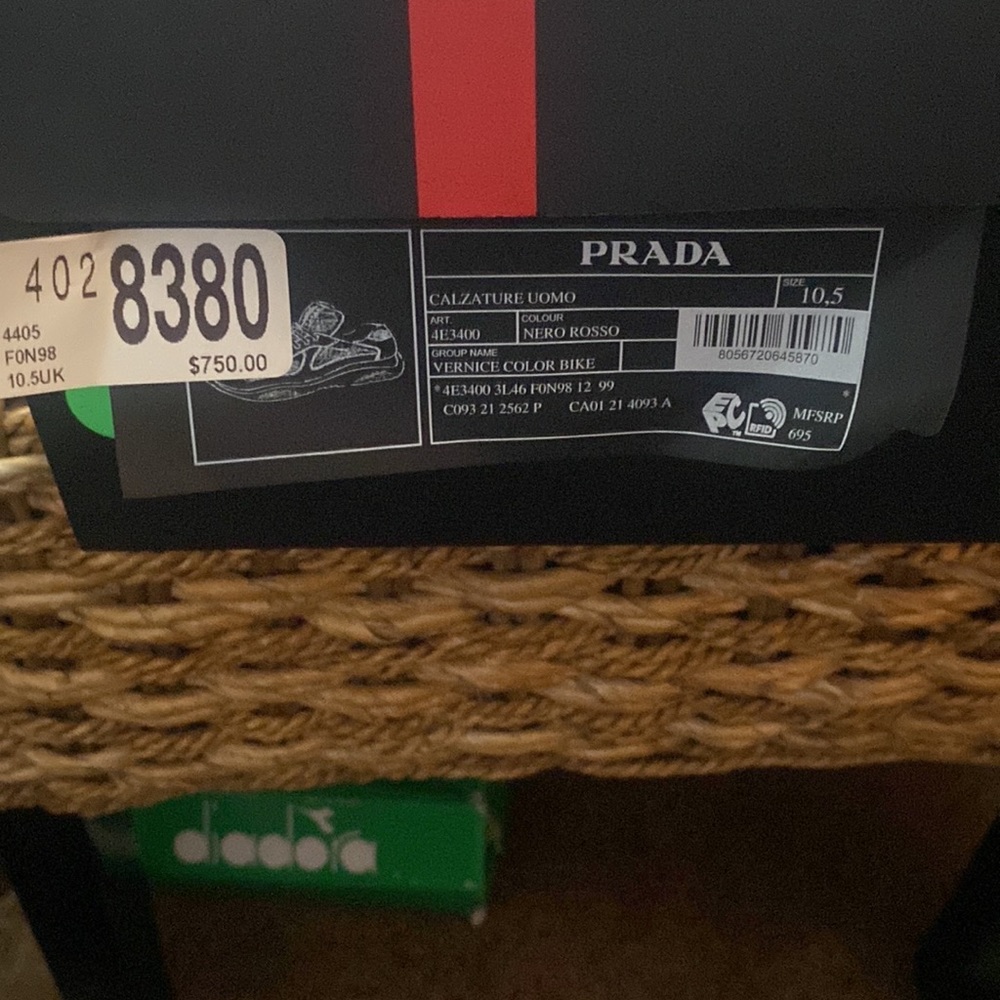 402 8380
4405
F0N98
10.5UK
$750.00
PRADA
CALZATURE UOMO
SIZE
10,5
ART.
4E3400
COLOUR
NERO ROSSO
GROUP NAME
VERNICE COLOR BIKE
8056720645870
*4E3400 3L46 F0N98 12 99 *
C093 21 2562 P CA01 21 4093 A
EPC TM
RFID
MFSRP
695
diadora